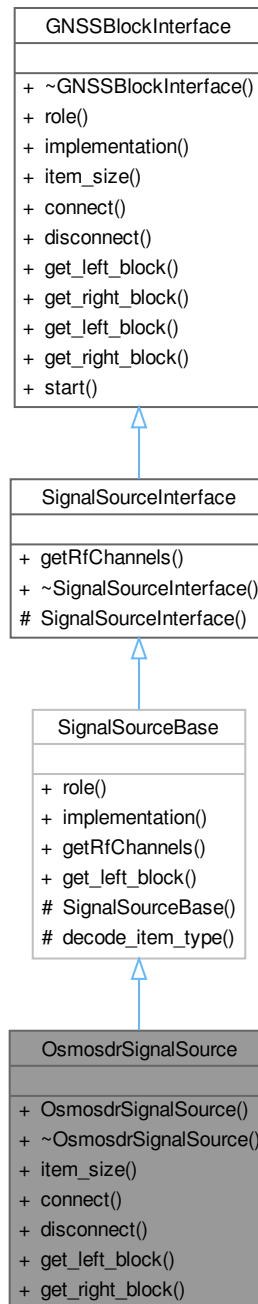 GNSSBlockInterface
+ ~GNSSBlockInterface()
+ role()
+ implementation()
+ item_size()
+ connect()
+ disconnect()
+ get_left_block()
+ get_right_block()
+ get_left_block()
+ get_right_block()
+ start()
SignalSourceInterface
+ getRfChannels()
+ ~SignalSourceInterface()
# SignalSourceInterface()
SignalSourceBase
+ role()
+ implementation()
+ getRfChannels()
+ get_left_block()
# SignalSourceBase()
# decode_item_type()
OsmosdrSignalSource
+ OsmosdrSignalSource()
+ ~OsmosdrSignalSource()
+ item_size()
+ connect()
+ disconnect()
+ get_left_block()
+ get_right_block()